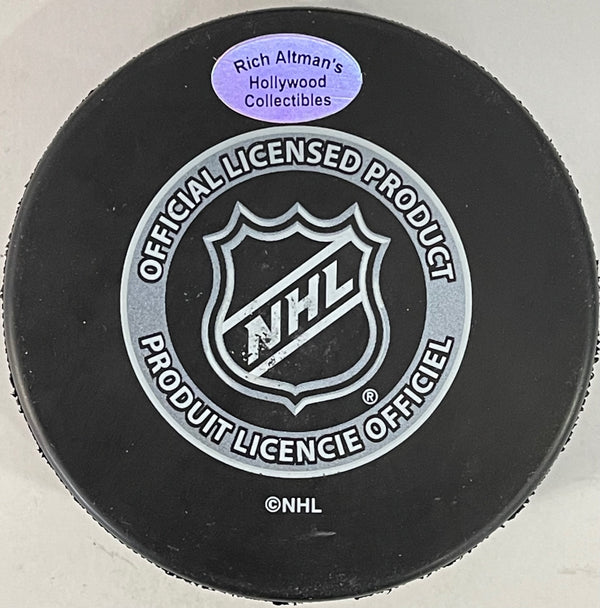 Rich Altman's
Hollywood
Collectibles
OFFICIAL LICENSED PRODUCT
NHL
®
PRODUIT LICENCIE OFFICIEL
©NHL